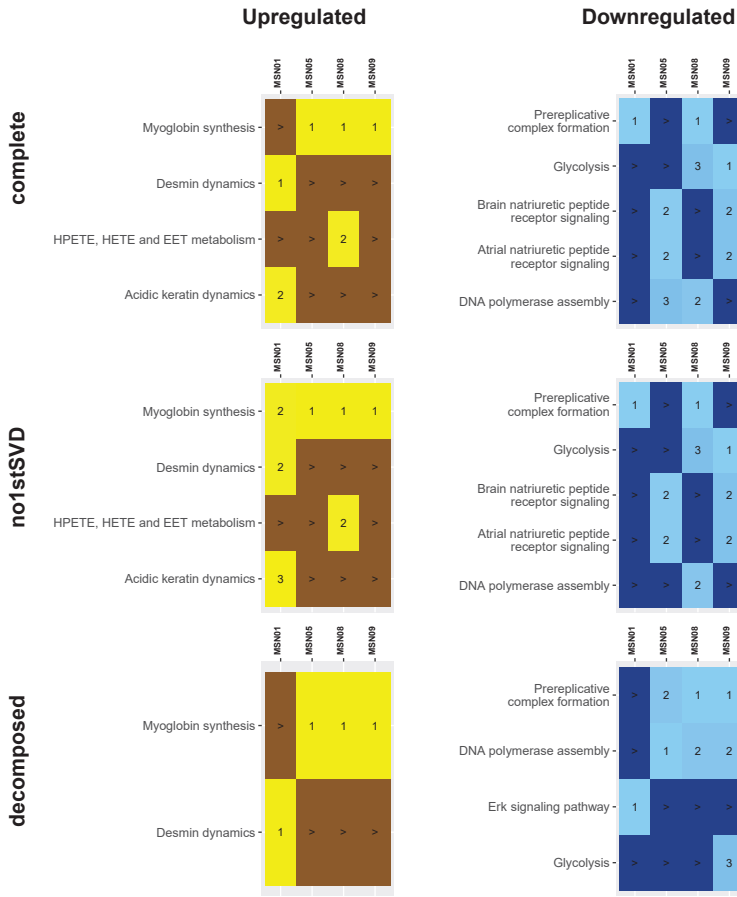 Upregulated
Downregulated
complete
MSN01 MSN05 MSN08 MSN09
Myoglobin synthesis > 1 1 1
Desmin dynamics 1 > > >
HPETE, HETE and EET metabolism > > 2 >
Acidic keratin dynamics 2 > > >
MSN01 MSN05 MSN08 MSN09
Prereplicative
complex formation 1 > 1 >
Glycolysis > > 3 1
Brain natriuretic peptide
receptor signaling > 2 > 2
Atrial natriuretic peptide
receptor signaling > 2 > 2
DNA polymerase assembly > 3 2 >
no1stSVD
MSN01 MSN05 MSN08 MSN09
Myoglobin synthesis 2 1 1 1
Desmin dynamics 2 > > >
HPETE, HETE and EET metabolism > > 2 >
Acidic keratin dynamics 3 > > >
MSN01 MSN05 MSN08 MSN09
Prereplicative
complex formation 1 > 1 >
Glycolysis > > 3 1
Brain natriuretic peptide
receptor signaling > 2 > 2
Atrial natriuretic peptide
receptor signaling > 2 > 2
DNA polymerase assembly > > 2 >
decomposed
MSN01 MSN05 MSN08 MSN09
Myoglobin synthesis > 1 1 1
Desmin dynamics 1 > > >
MSN01 MSN05 MSN08 MSN09
Prereplicative
complex formation > 2 1 1
DNA polymerase assembly > 1 2 2
Erk signaling pathway 1 > > >
Glycolysis > > > 3